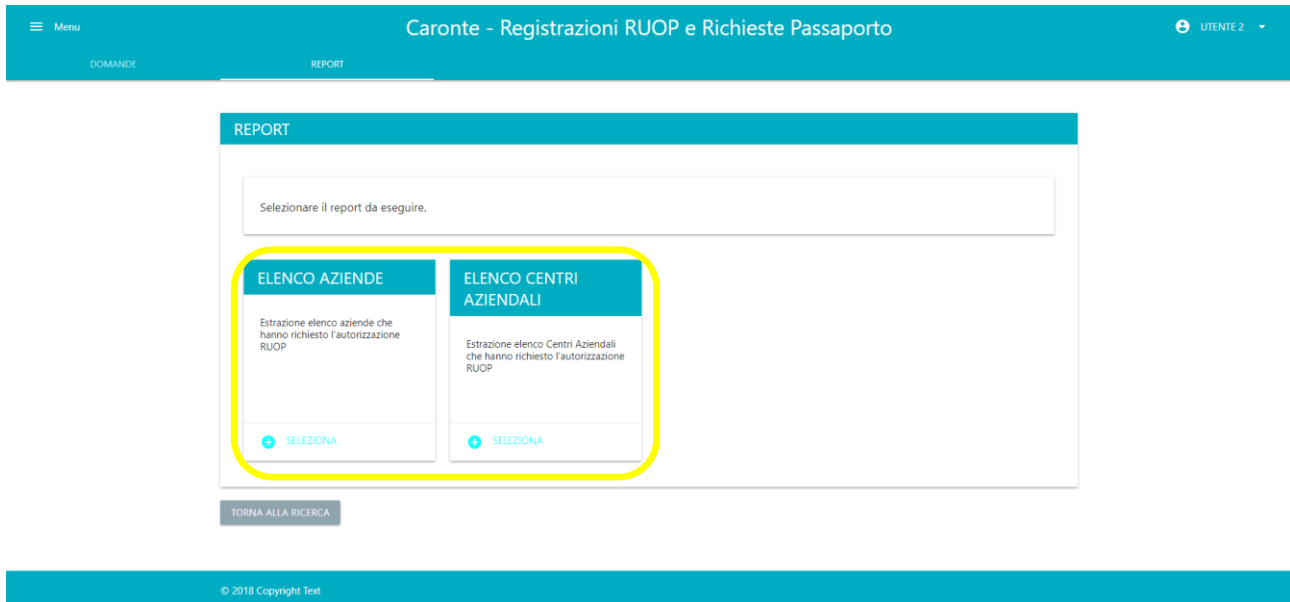 Menu
Caronte - Registrazioni RUOP e Richieste Passaporto
UTENTE 2
DOMANDE
REPORT
REPORT
Selezionare il report da eseguire.
ELENCO AZIENDE
Estrazione elenco aziende che
hanno richiesto l'autorizzazione
RUOP
SELEZIONA
ELENCO CENTRI
AZIENDALI
Estrazione elenco Centri Aziendali
che hanno richiesto l'autorizzazione
RUOP
SELEZIONA
TORNA ALLA RICERCA
© 2018 Copyright Text